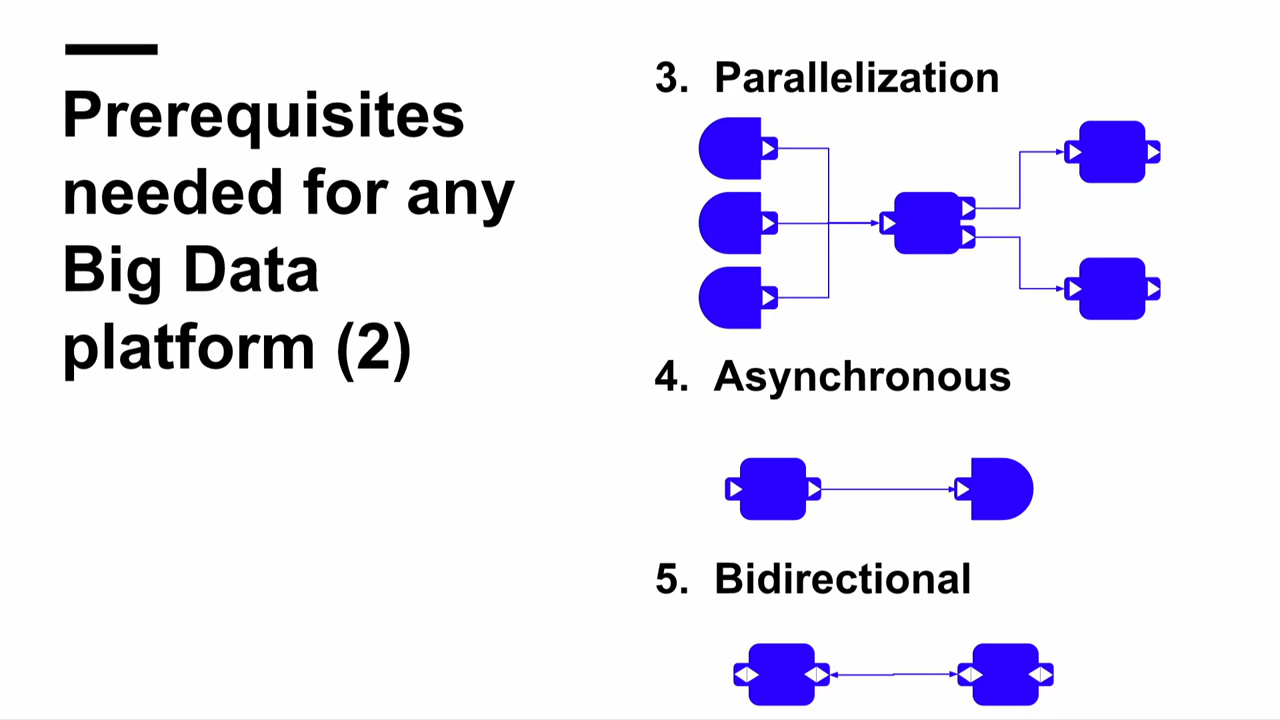 Prerequisites
needed for any
Big Data
platform (2)
3. Parallelization
4. Asynchronous
5. Bidirectional